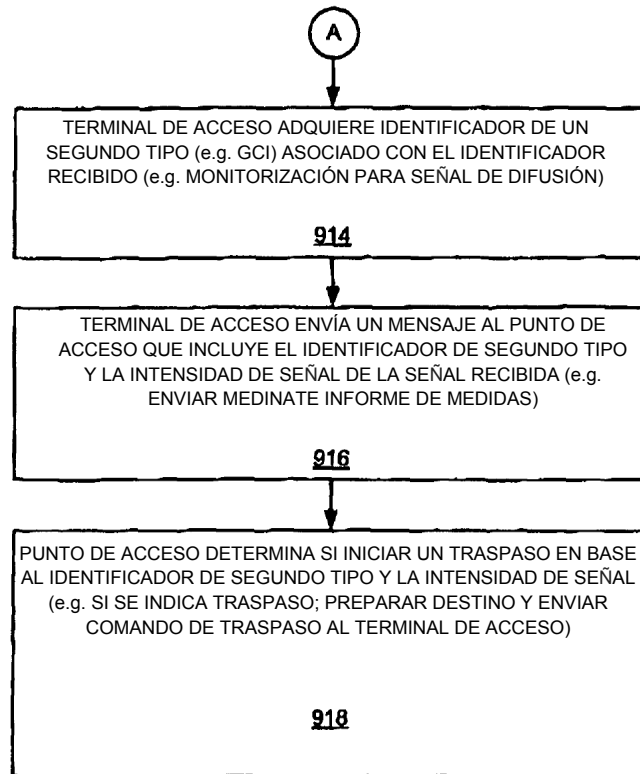 A
TERMINAL DE ACCESO ADQUIERE IDENTIFICADOR DE UN
SEGUNDO TIPO (e.g. GCI) ASOCIADO CON EL IDENTIFICADOR
RECIBIDO (e.g. MONITORIZACIÓN PARA SEÑAL DE DIFUSIÓN)
914
TERMINAL DE ACCESO ENVÍA UN MENSAJE AL PUNTO DE
ACCESO QUE INCLUYE EL IDENTIFICADOR DE SEGUNDO TIPO
Y LA INTENSIDAD DE SEÑAL DE LA SEÑAL RECIBIDA (e.g.
ENVIAR MEDINATE INFORME DE MEDIDAS)
916
PUNTO DE ACCESO DETERMINA SI INICIAR UN TRASPASO EN BASE
AL IDENTIFICADOR DE SEGUNDO TIPO Y LA INTENSIDAD DE SEÑAL
(e.g. SI SE INDICA TRASPASO; PREPARAR DESTINO Y ENVIAR
COMANDO DE TRASPASO AL TERMINAL DE ACCESO)
918